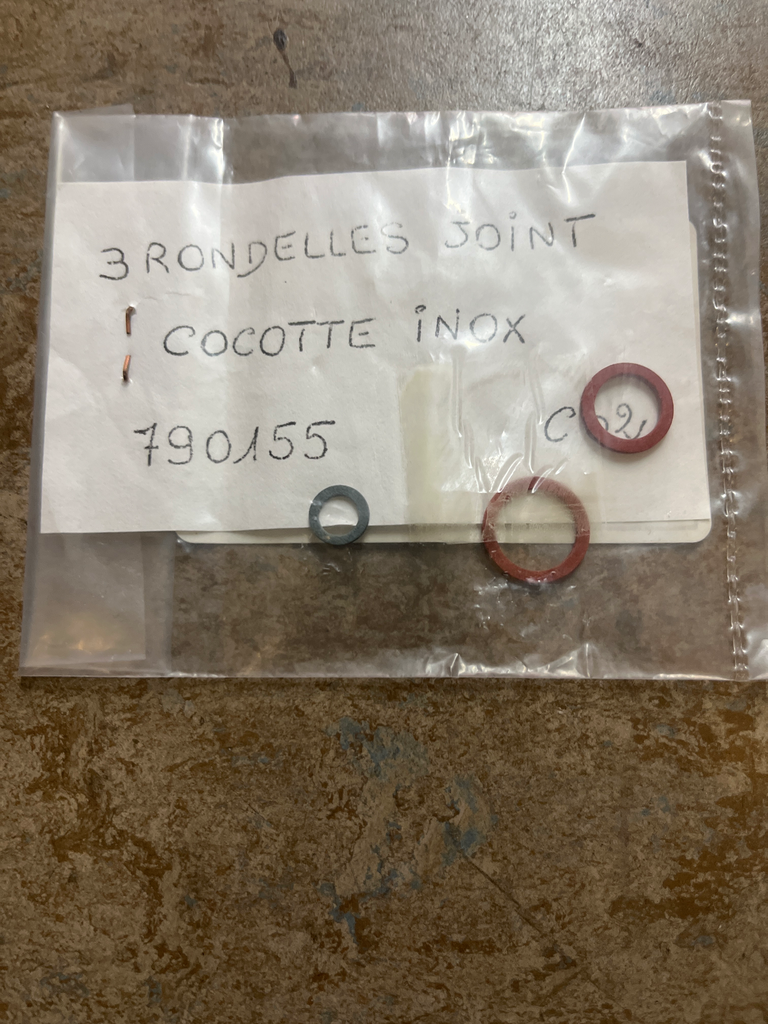 3 RONDELLES JOINT
COCOTTE INOX
790155